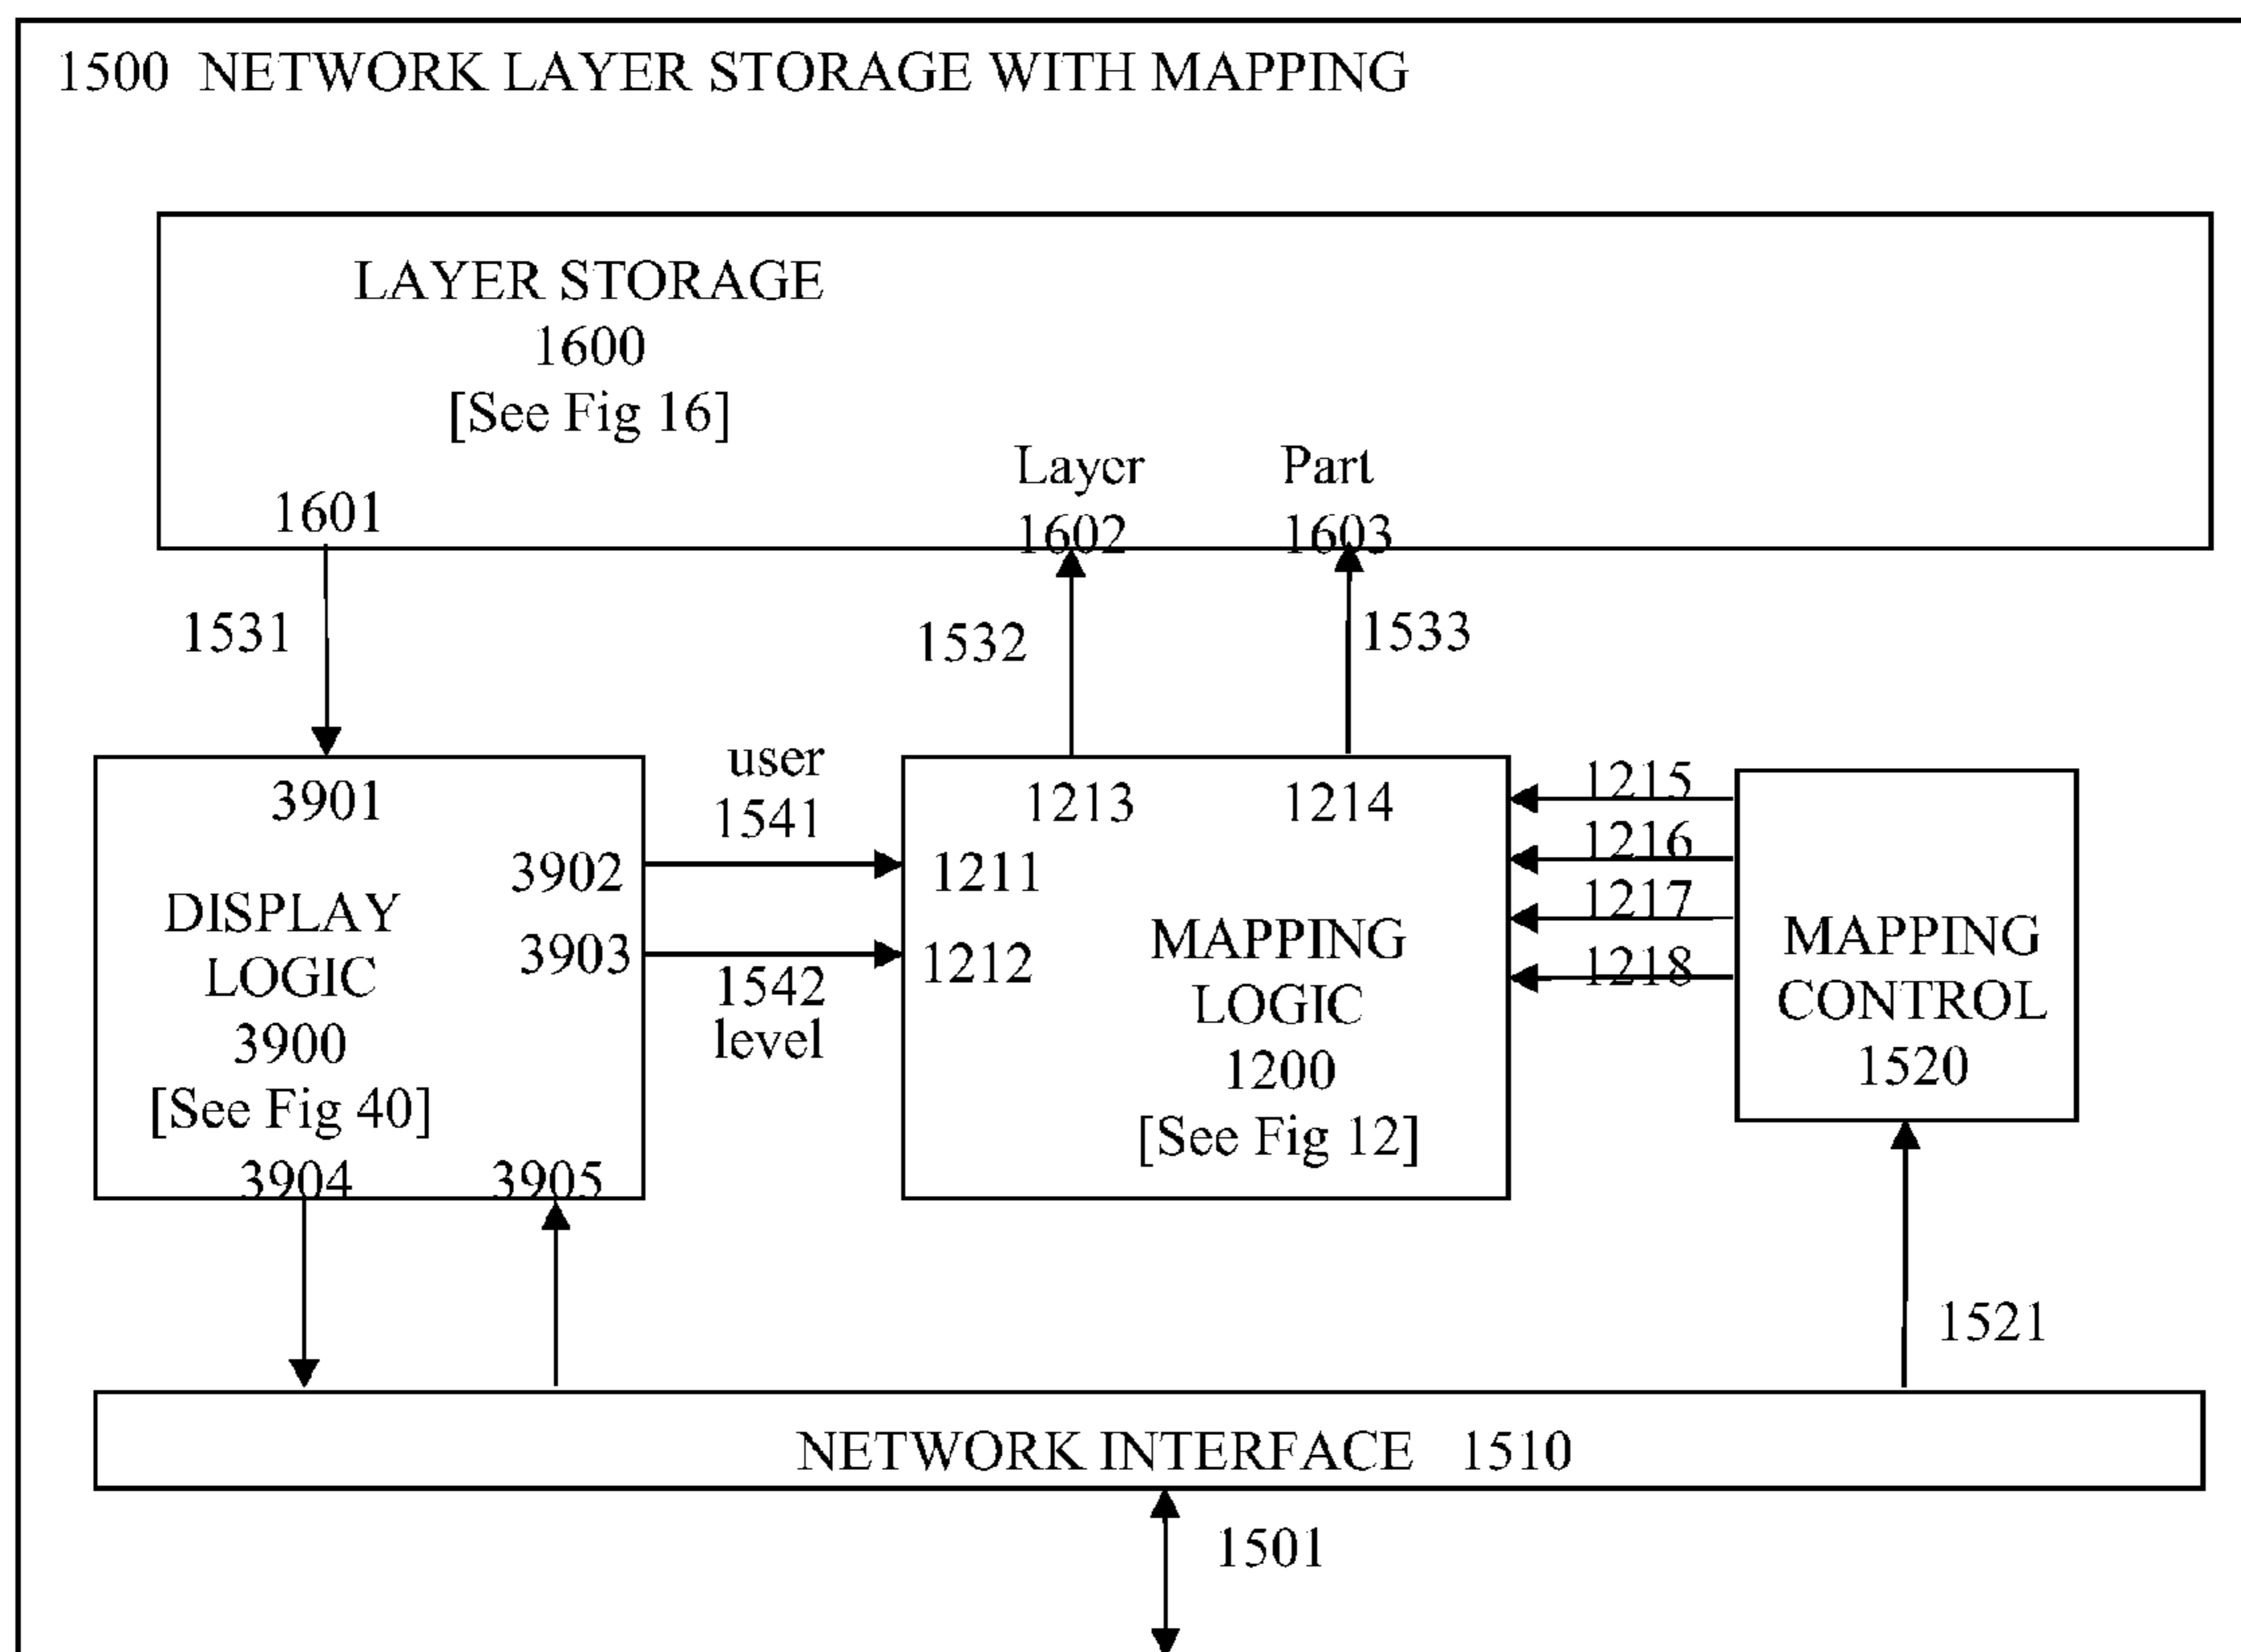 1500 NETWORK LAYER STORAGE WITH MAPPING
LAYER STORAGE
1600
[See Fig 16]
Layer
Part
1601
1602
1603
1531
1532
1533
user
1541
3901
1213
1214
1215
3902
1211
1216
DISPLAY
LOGIC
3900
[See Fig 40]
3903
1212
1542
level
MAPPING
LOGIC
1200
[See Fig 12]
1217
1218
MAPPING
CONTROL
1520
3904
3905
1521
NETWORK INTERFACE 1510
1501